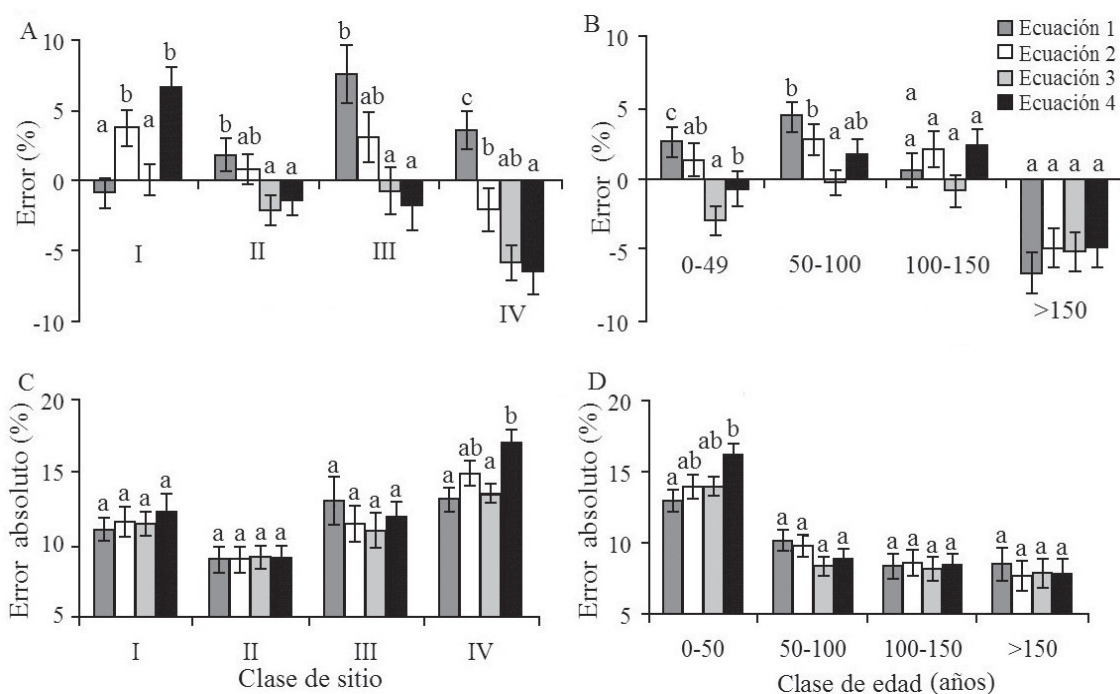 A
Error (%)
10
5
0
-5
-10
a b a b
b ab a a
b ab a a
c b ab a
I
II
III
IV
B
Error (%)
10
5
0
-5
-10
c ab a b
b b a ab
a a a a
a a a a
0-49
50-100
100-150
>150
Ecuación 1
Ecuación 2
Ecuación 3
Ecuación 4
C
Error absoluto (%)
20
15
10
5
a a a a
a a a a
a a a a
a ab a b
I II III IV
Clase de sitio
D
Error absoluto (%)
20
15
10
5
a ab ab b
a a a a
a a a a
a a a a
0-50 50-100 100-150 >150
Clase de edad (años)